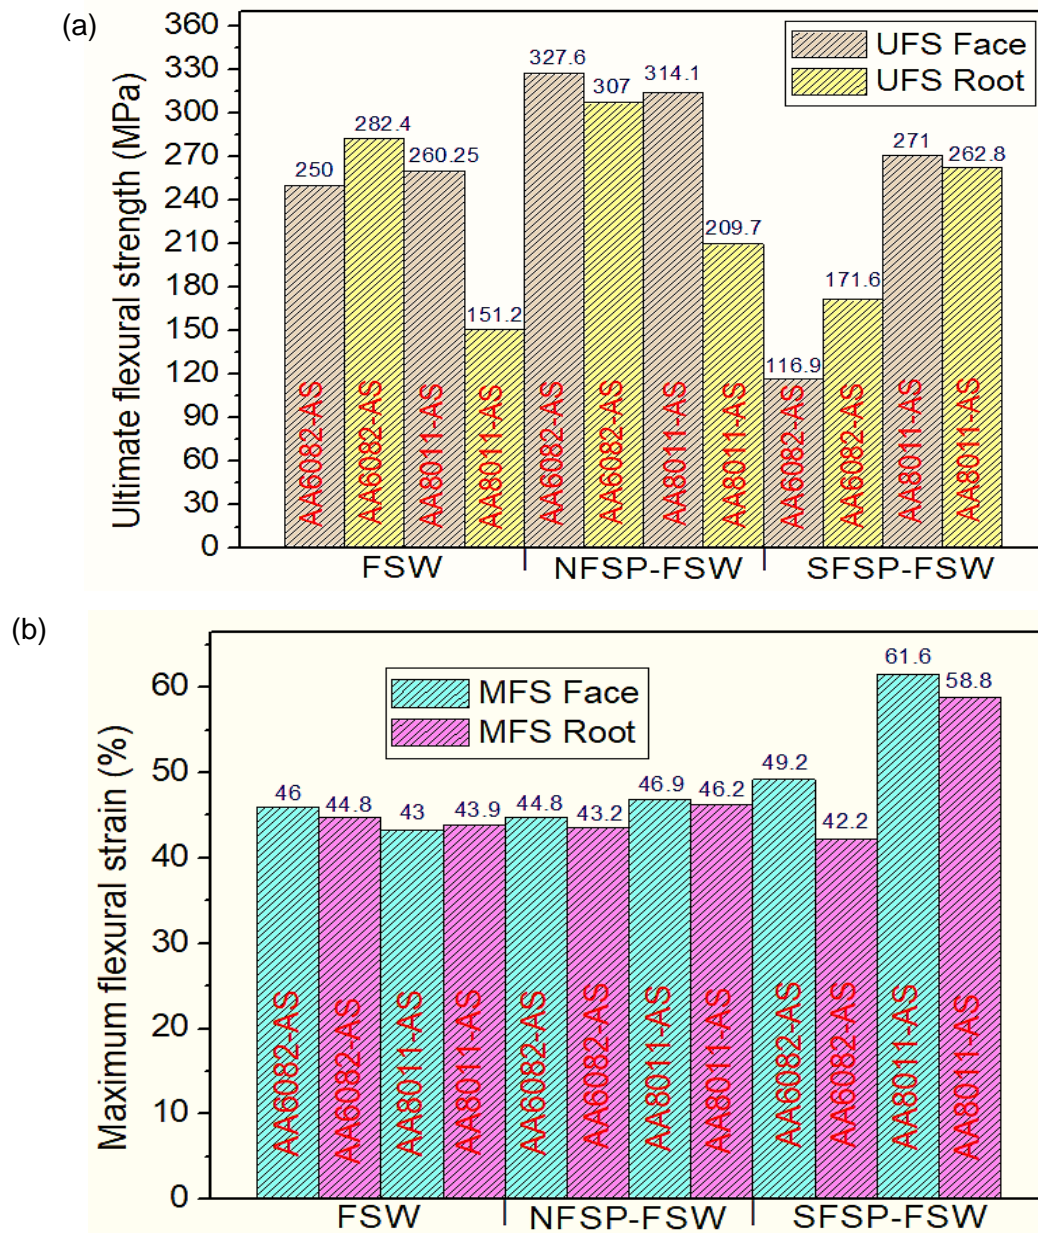 (a)
Ultimate flexural strength (MPa)
360
330
300
270
240
210
180
150
120
90
60
30
0
UFS Face
UFS Root
250
282.4
260.25
151.2
327.6
307
314.1
209.7
116.9
171.6
271
262.8
AA6082-AS
AA6082-AS
AA8011-AS
AA8011-AS
AA6082-AS
AA6082-AS
AA8011-AS
AA8011-AS
AA6082-AS
AA6082-AS
AA8011-AS
AA8011-AS
FSW
NFSP-FSW
SFSP-FSW
(b)
Maximum flexural strain (%)
60
50
40
30
20
10
0
MFS Face
MFS Root
46
44.8
43
43.9
44.8
43.2
46.9
46.2
49.2
42.2
61.6
58.8
AA6082-AS
AA6082-AS
AA8011-AS
AA8011-AS
AA6082-AS
AA6082-AS
AA8011-AS
AA8011-AS
AA6082-AS
AA6082-AS
AA8011-AS
AA8011-AS
FSW
NFSP-FSW
SFSP-FSW